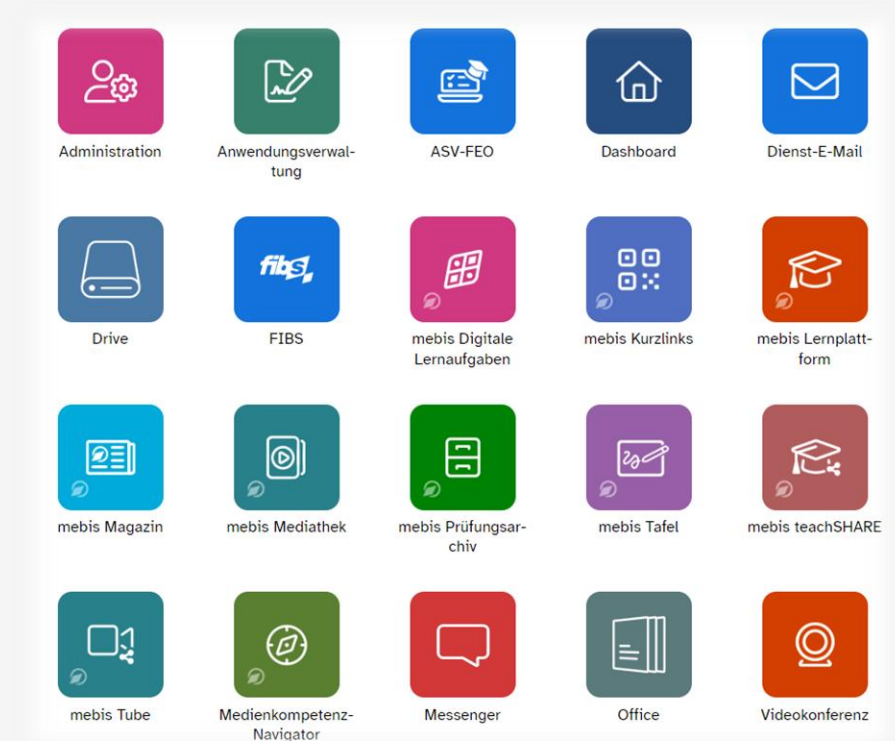 Administration
Anwendungsverwal-
tung
ASV-FEO
Dashboard
Dienst-E-Mail
fibs
Drive
FIBS
mebis Digitale
Lernaufgaben
mebis Kurzlinks
mebis Lernplatt-
form
mebis Magazin
mebis Mediathek
mebis Prüfungsar-
chiv
mebis Tafel
mebis teachSHARE
mebis Tube
Medienkompetenz-
Navigator
Messenger
Office
Videokonferenz